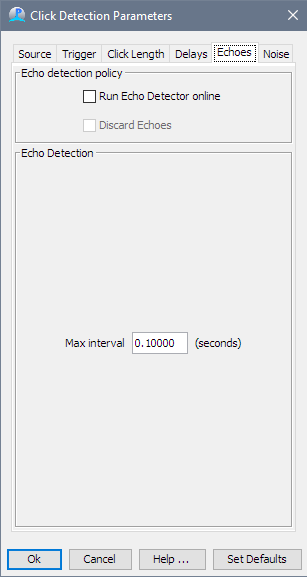 Click Detection Parameters
Source Trigger Click Length Delays Echoes Noise
Echo detection policy
Run Echo Detector online
Discard Echoes
Echo Detection
Max interval 0.10000 (seconds)
Ok Cancel Help ... Set Defaults